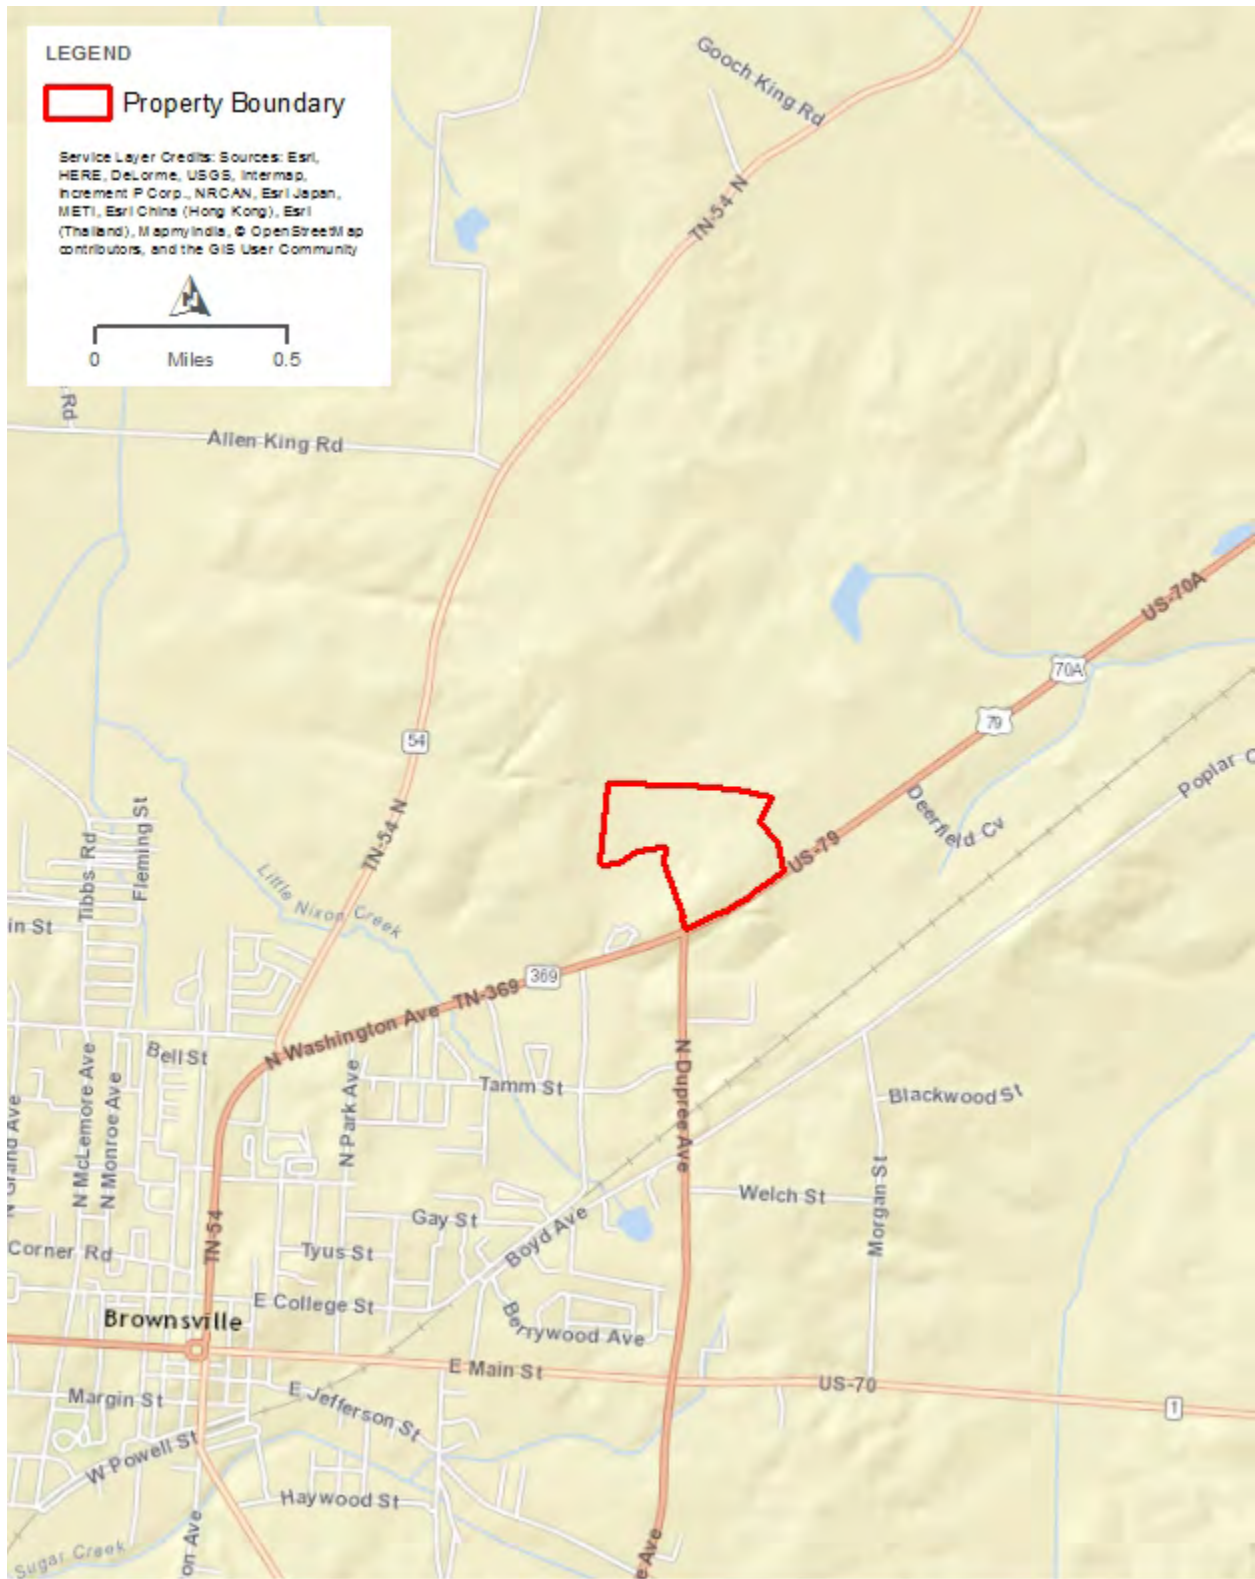 LEGEND
Property Boundary
Service Layer Credits: Sources: Esri,
HERE, DeLorme, USGS, Intermap,
increment P Corp., NRCAN, Esri Japan,
METI, Esri China (Hong Kong), Esri
(Thailand), MapmyIndia, © OpenStreetMap
contributors, and the GIS User Community
N
0 Miles 0.5
Gooch King Rd
TN-54 N
Rd
Allen King Rd
US-70A
70A
79
54
Poplar C
Deerfield Cv
US-79
TN-54 N
Fleming St
Tibbs Rd
Little Nixon Creek
in St
369
TN-369
N Washington Ave
Bell St
N McLemore Ave
N Monroe Ave
N Grand Ave
N Park Ave
Tamm St
N Dupree Ave
Blackwood St
Welch St
Morgan St
Gay St
Boyd Ave
Corner Rd
TN-54
Tyus St
E College St
Berrywood Ave
Brownsville
E Main St
US-70
1
Margin St
E Jefferson St
W Powell St
Haywood St
Sugar Creek
on Ave
e Ave